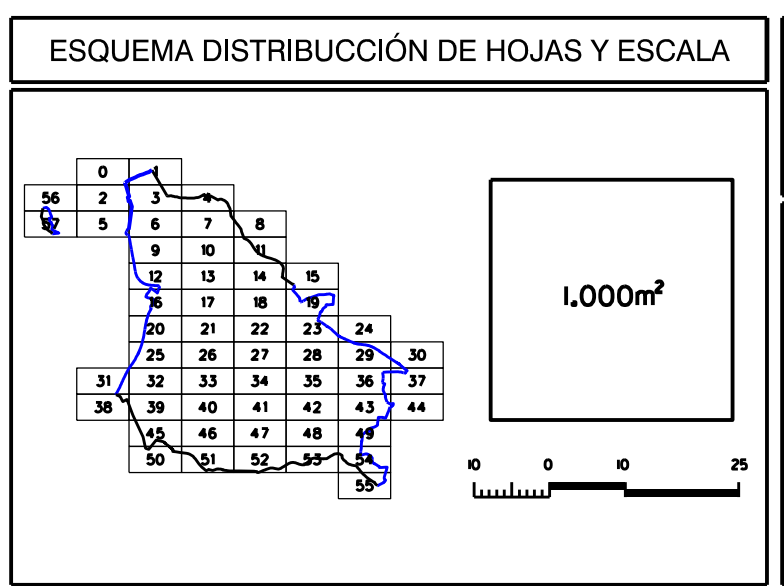 ESQUEMA DISTRIBUCCIÓN DE HOJAS Y ESCALA
0 1
56 2 3 4
57 5 6 7 8
9 10 11
12 13 14 15
16 17 18 19
20 21 22 23 24
25 26 27 28 29 30
31 32 33 34 35 36 37
38 39 40 41 42 43 44
45 46 47 48 49
50 51 52 53 54
55
1.000m²
10 0 10 25